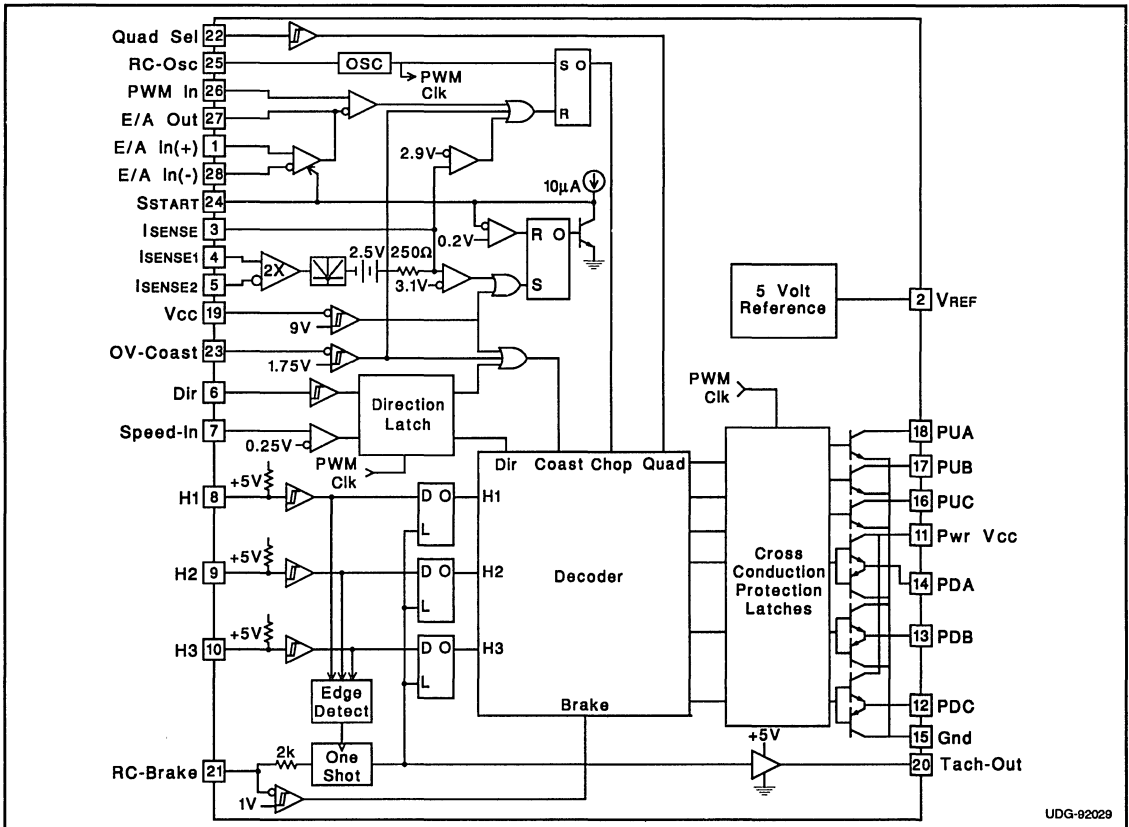 Quad Sel 22
RC-Osc 25
OSC
PWM Clk
S O
R
PWM In 26
E/A Out 27
E/A In(+) 1
E/A In(-) 28
2.9V
SSTART 24
10µA
ISENSE 3
0.2V
R O
S
ISENSE1 4
ISENSE2 5
2X
2.5V 250Ω
3.1V
5 Volt
Reference
2 VREF
Vcc 19
9V
OV-Coast 23
1.75V
Dir 6
Direction
Latch
PWM
Clk
Speed-In 7
0.25V
PWM
Clk
Dir Coast Chop Quad
18 PUA
17 PUB
16 PUC
11 Pwr Vcc
14 PDA
13 PDB
12 PDC
15 Gnd
H1 8
+5V
D O
L
H1
H2 9
+5V
D O
L
H2
Decoder
Cross
Conduction
Protection
Latches
H3 10
+5V
D O
L
H3
Edge
Detect
Brake
RC-Brake 21
2k
One
Shot
1V
+5V
20 Tach-Out
UDG-92029